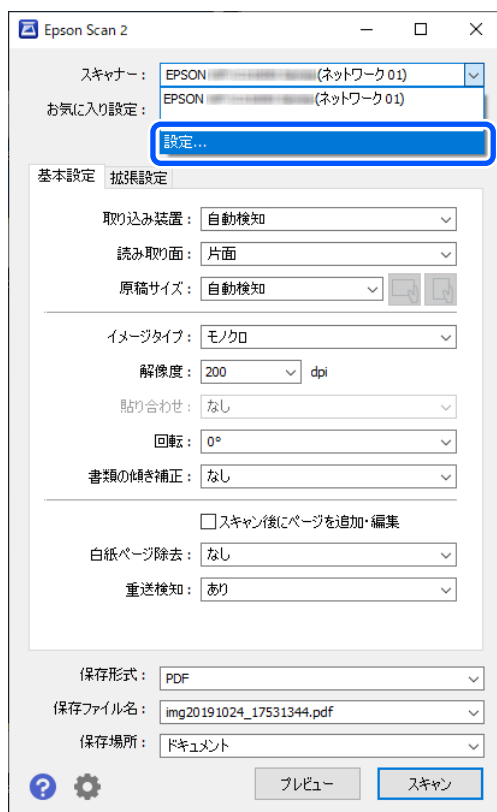 Epson Scan 2
スキャナー： EPSON (ネットワーク 01)
EPSON (ネットワーク 01)
お気に入り設定：
設定...
基本設定 拡張設定
取り込み装置： 自動検知
読み取り面： 片面
原稿サイズ： 自動検知
イメージタイプ： モノクロ
解像度： 200 dpi
貼り合わせ： なし
回転： 0°
書類の傾き補正： なし
スキャン後にページを追加・編集
白紙ページ除去： なし
重送検知： あり
保存形式： PDF
保存ファイル名： img20191024_17531344.pdf
保存場所： ドキュメント
? プレビュー スキャン